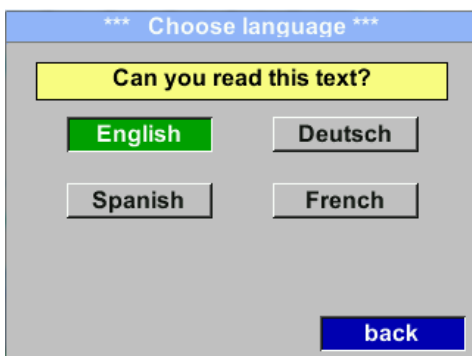 *** Choose language ***
Can you read this text?
English Deutsch
Spanish French
back